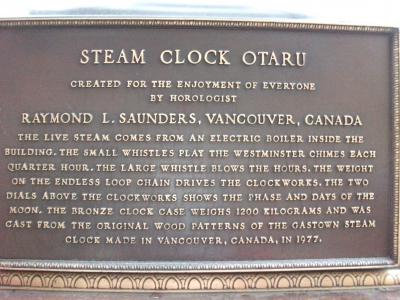 STEAM CLOCK OTARU
CREATED FOR THE ENJOYMENT OF EVERYONE
BY HOROLOGIST
RAYMOND L. SAUNDERS, VANCOUVER, CANADA
THE LIVE STEAM COMES FROM AN ELECTRIC BOILER INSIDE THE
BUILDING. THE SMALL WHISTLES PLAY THE WESTMINSTER CHIMES EACH
QUARTER HOUR. THE LARGE WHISTLE BLOWS THE HOURS. THE WEIGHT
ON THE ENDLESS LOOP CHAIN DRIVES THE CLOCKWORKS. THE TWO
DIALS ABOVE THE CLOCKWORKS SHOWS THE PHASE AND DAYS OF THE
MOON. THE BRONZE CLOCK CASE WEIGHS 1200 KILOGRAMS AND WAS
CAST FROM THE ORIGINAL WOOD PATTERNS OF THE GASTOWN STEAM
CLOCK MADE IN VANCOUVER, CANADA, IN 1977.